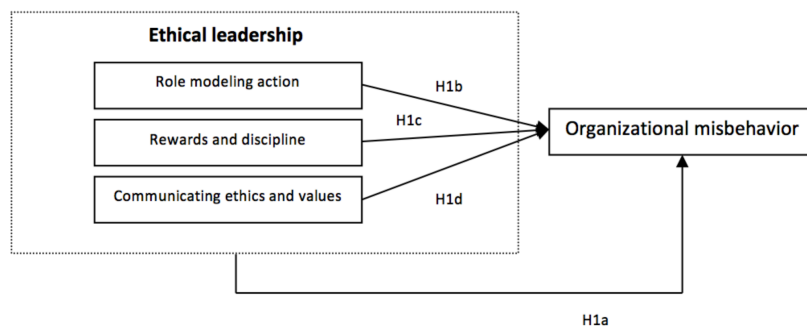 Ethical leadership
Role modeling action
H1b
H1c
Rewards and discipline
Organizational misbehavior
Communicating ethics and values
H1d
H1a